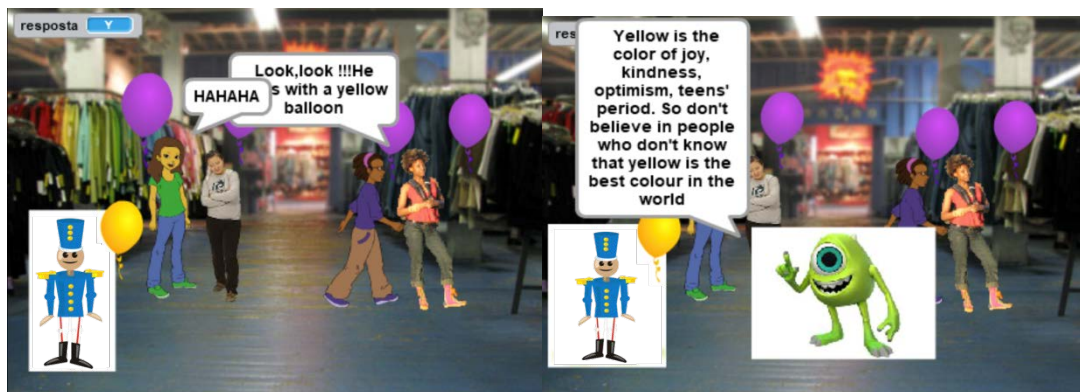 resposta Y
Look,look !!!He
s with a yellow
balloon
HAHAHA
res
Yellow is the
color of joy,
kindness,
optimism, teens'
period. So don't
believe in people
who don't know
that yellow is the
best colour in the
world